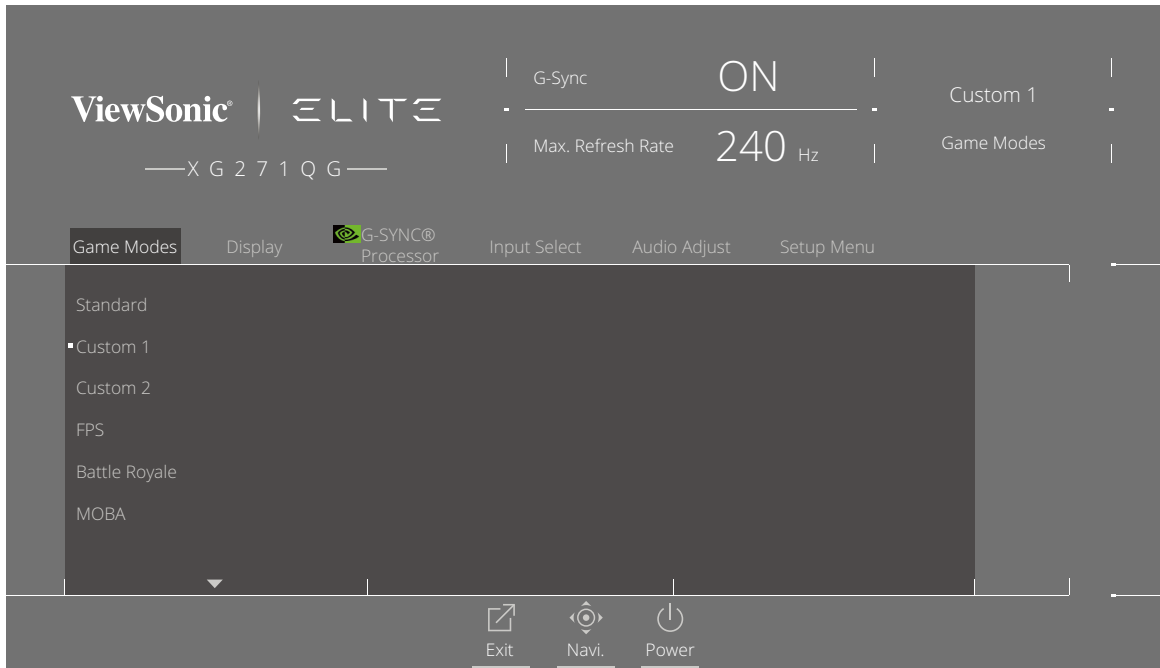 ViewSonic® ELITE
XG271QG
G-Sync ON
Max. Refresh Rate 240 Hz
Custom 1
Game Modes
Game Modes Display G-SYNC® Processor Input Select Audio Adjust Setup Menu
Standard
Custom 1
Custom 2
FPS
Battle Royale
MOBA
Exit Navi. Power